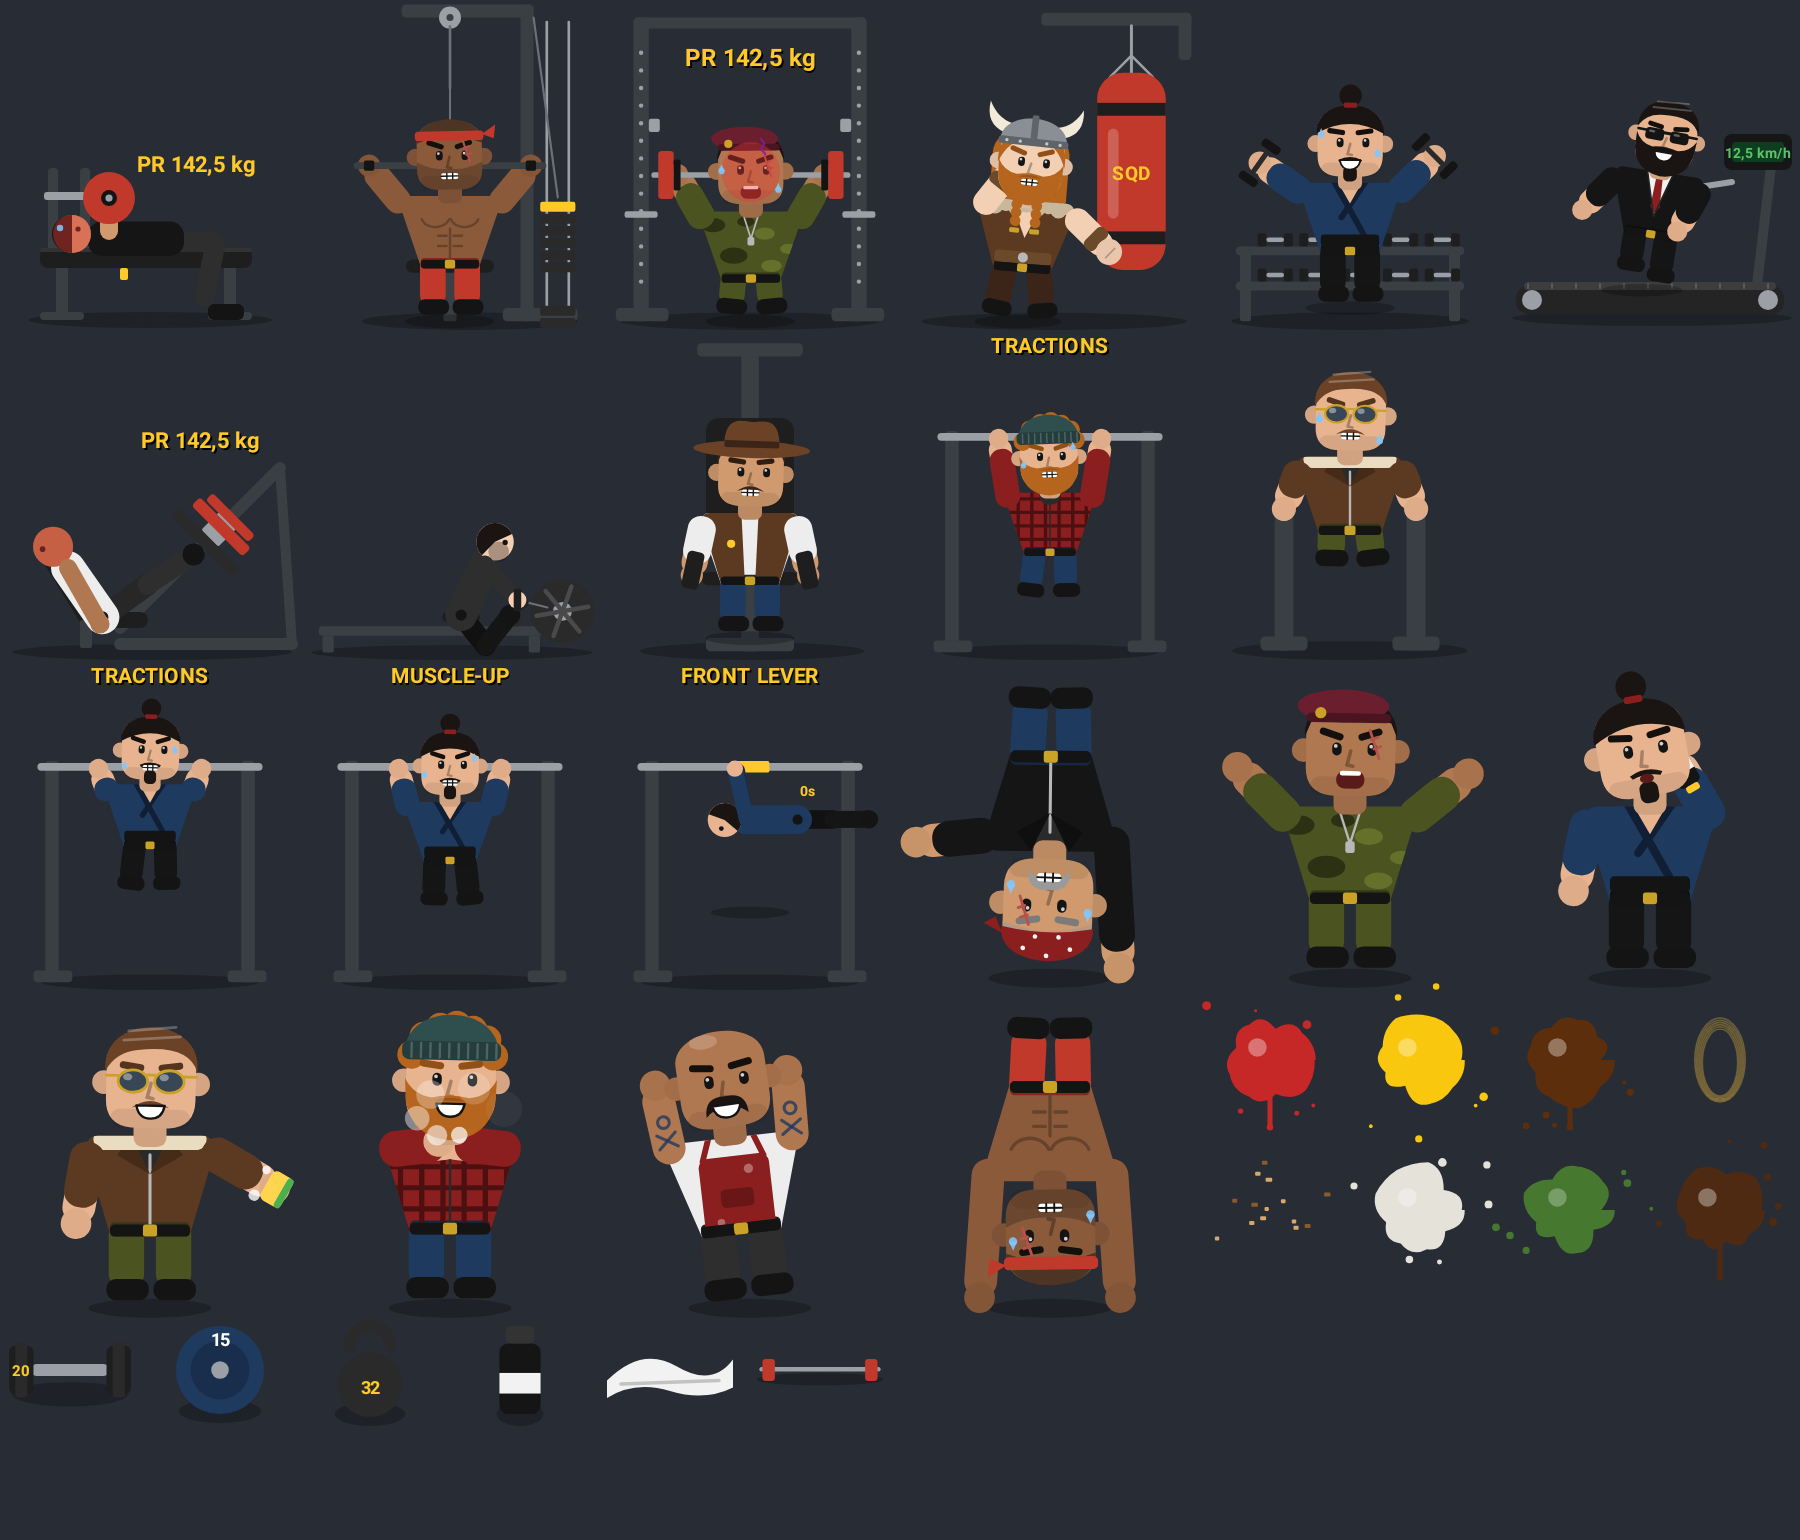 PR 142,5 kg
PR 142,5 kg
SQD
12,5 km/h
TRACTIONS
PR 142,5 kg
TRACTIONS
MUSCLE-UP
FRONT LEVER
0s
20
15
32